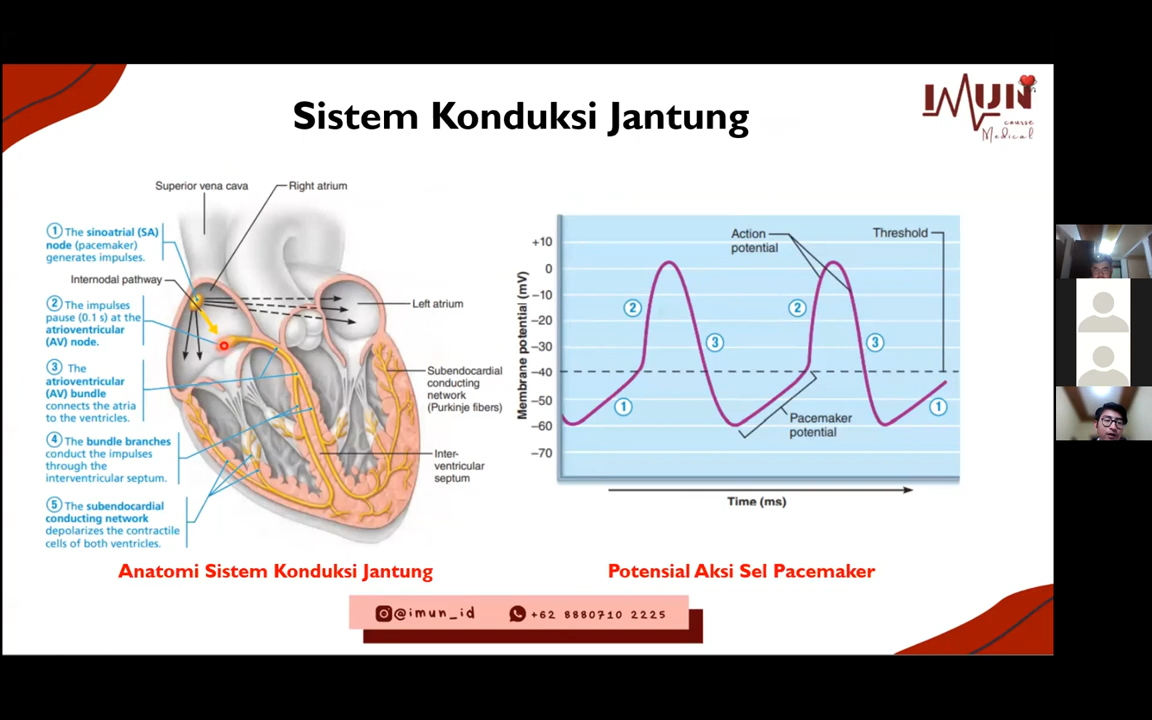 Sistem Konduksi Jantung
IMUN
course
Medical
Superior vena cava
Right atrium
1 The sinoatrial (SA)
node (pacemaker)
generates impulses.
Internodal pathway
2 The impulses
pause (0.1 s) at the
atrioventricular
(AV) node.
Left atrium
3 The
atrioventricular
(AV) bundle
connects the atria
to the ventricles.
Subendocardial
conducting
network
(Purkinje fibers)
4 The bundle branches
conduct the impulses
through the
interventricular septum.
Inter-
ventricular
septum
5 The subendocardial
conducting network
depolarizes the contractile
cells of both ventricles.
Anatomi Sistem Konduksi Jantung
Membrane potential (mV)
+10
0
−10
−20
−30
−40
−50
−60
−70
Action
potential
Threshold
2
2
3
3
1
1
Pacemaker
potential
Time (ms)
Potensial Aksi Sel Pacemaker
@imun_id
+62 8880710 2225